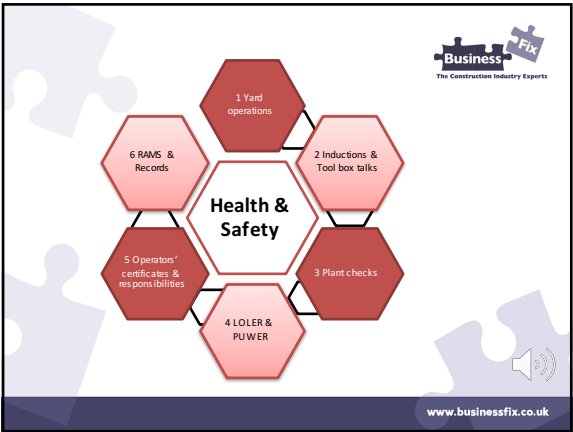 Business
Fix
The Construction Industry Experts
1 Yard
operations
2 Inductions &
Tool box talks
3 Plant checks
4 LOLER &
PUWER
5 Operators’
certificates &
responsibilities
6 RAMS &
Records
Health &
Safety
www.businessfix.co.uk